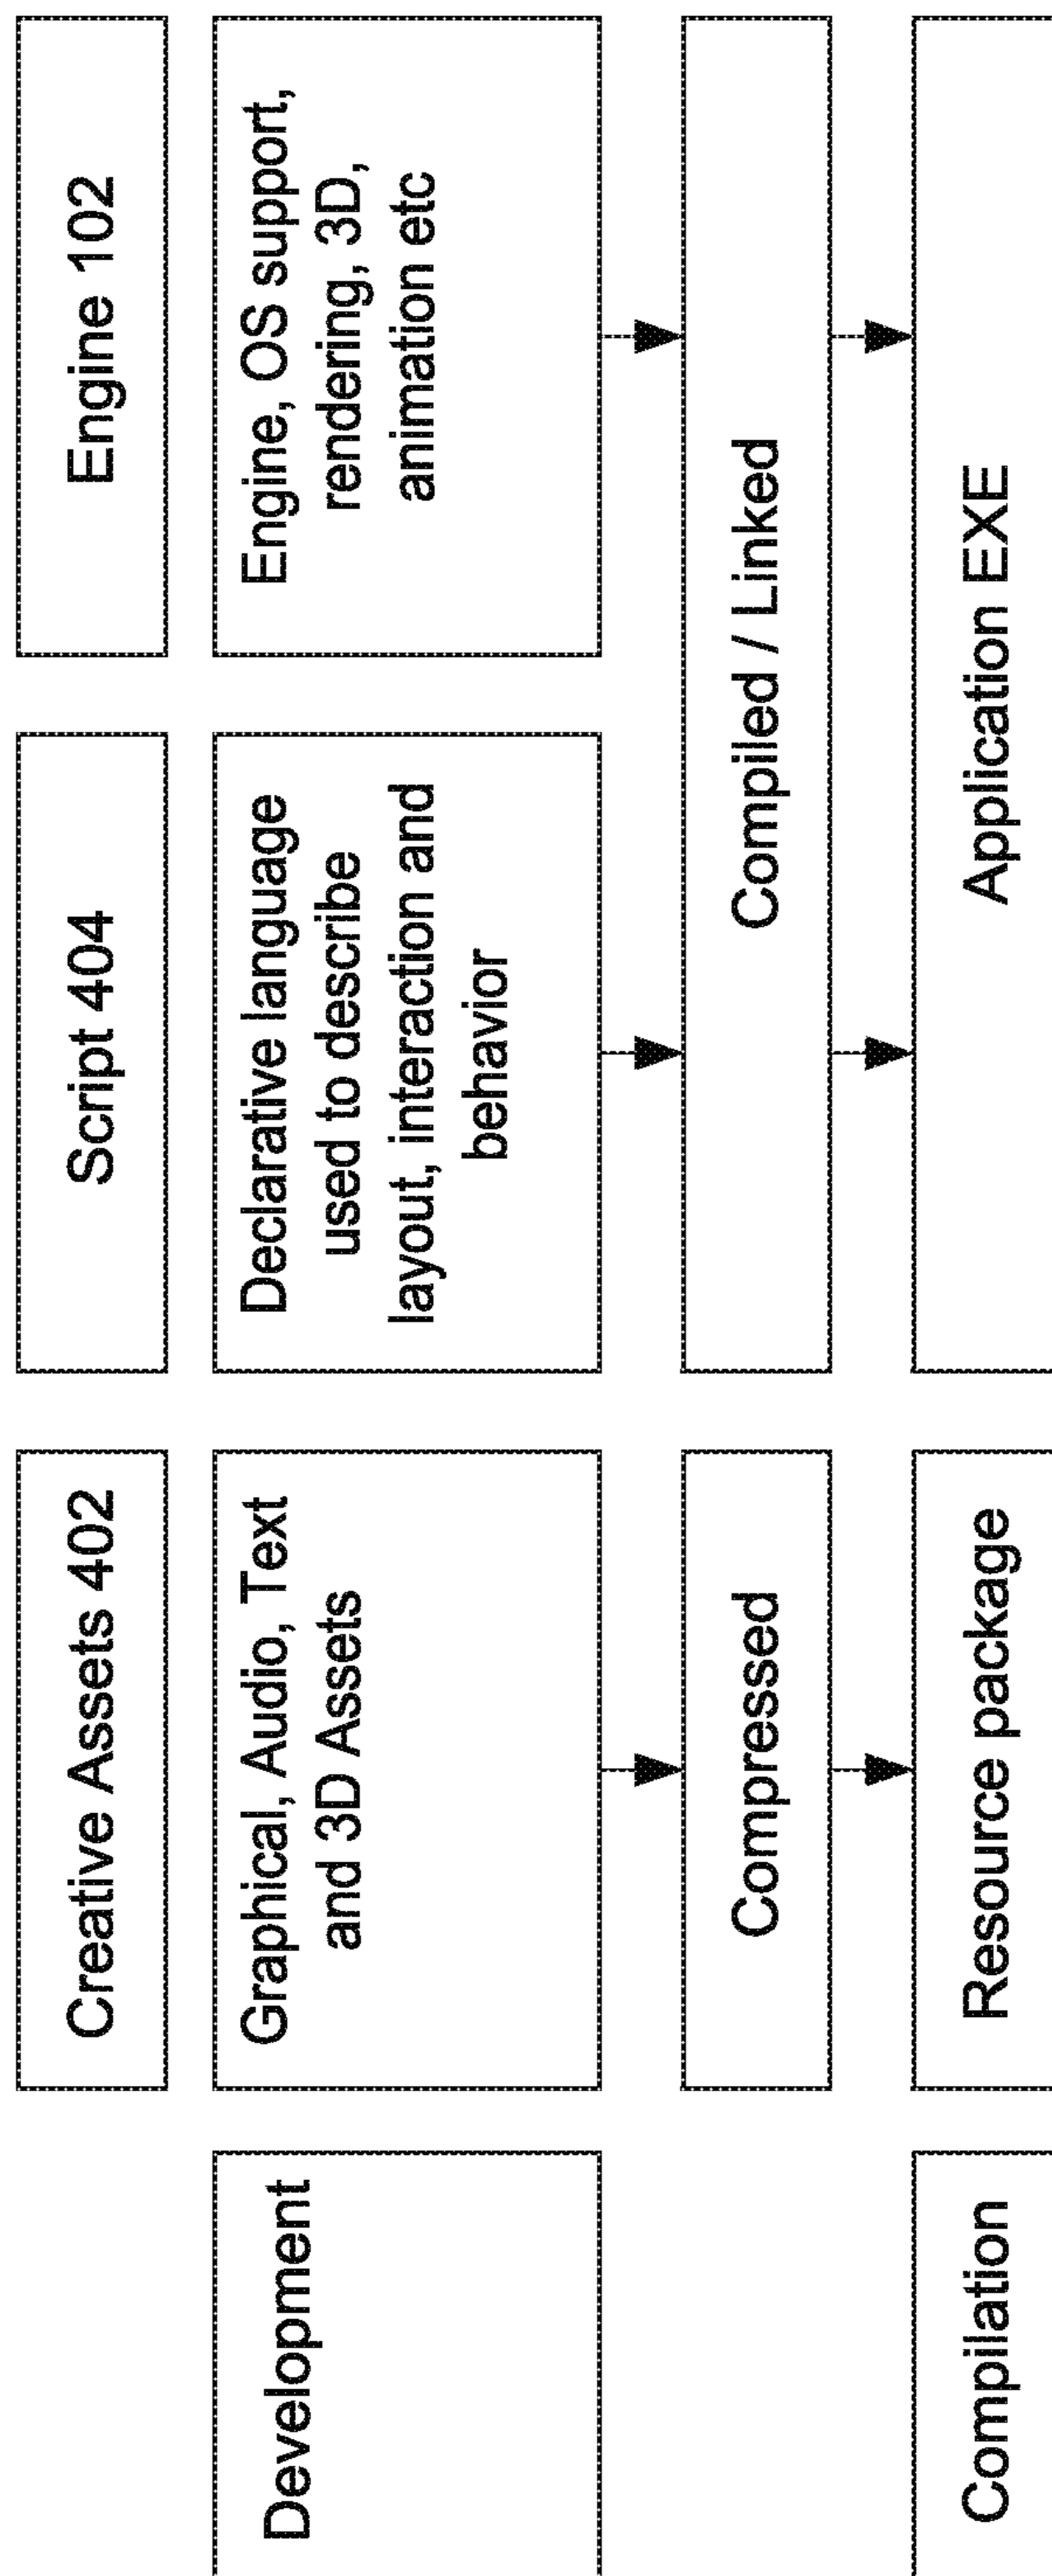 Creative Assets 402
Script 404
Engine 102
Development
Graphical, Audio, Text
and 3D Assets
Declarative language
used to describe
layout, interaction and
behavior
Engine, OS support,
rendering, 3D,
animation etc
Compressed
Compiled / Linked
Compilation
Resource package
Application EXE